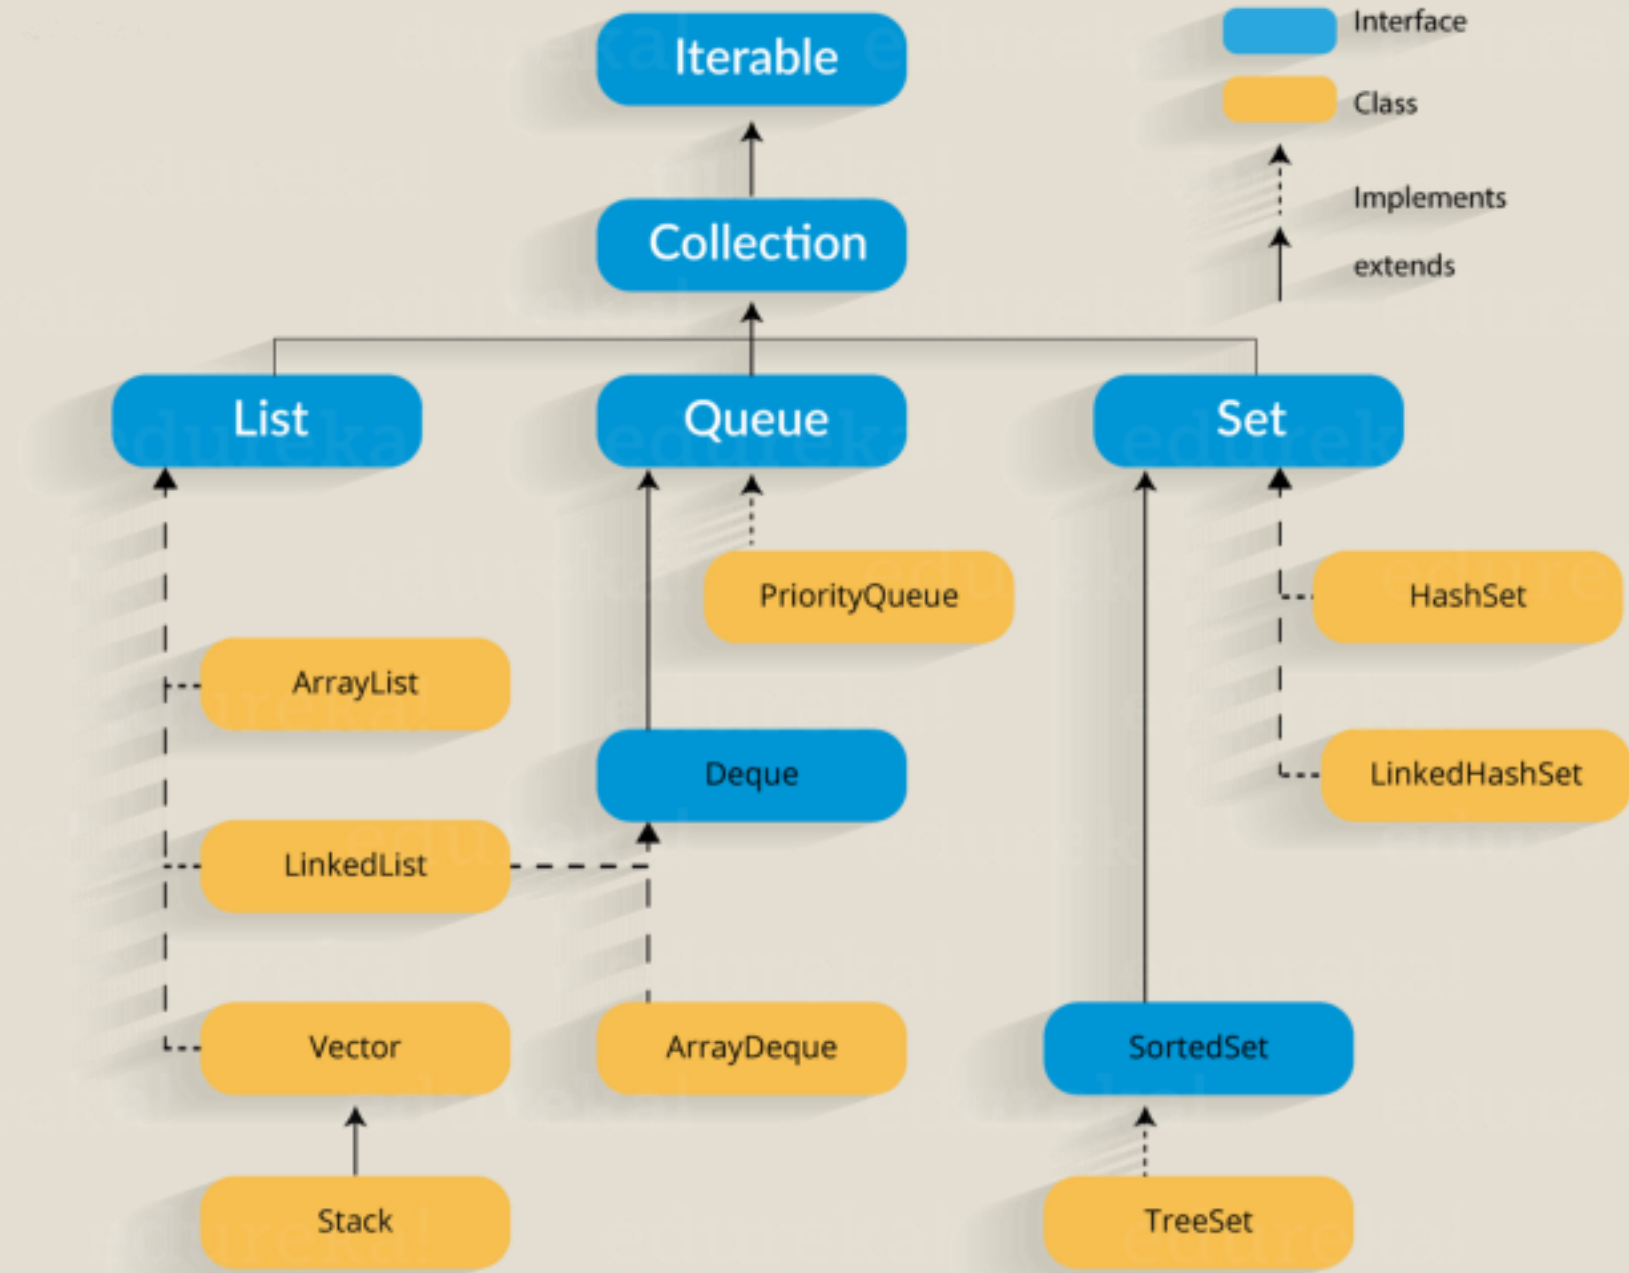 Iterable
Interface
Class
Implements
extends
Collection
List
Queue
Set
PriorityQueue
HashSet
ArrayList
Deque
LinkedHashSet
LinkedList
Vector
ArrayDeque
SortedSet
Stack
TreeSet
edureka!